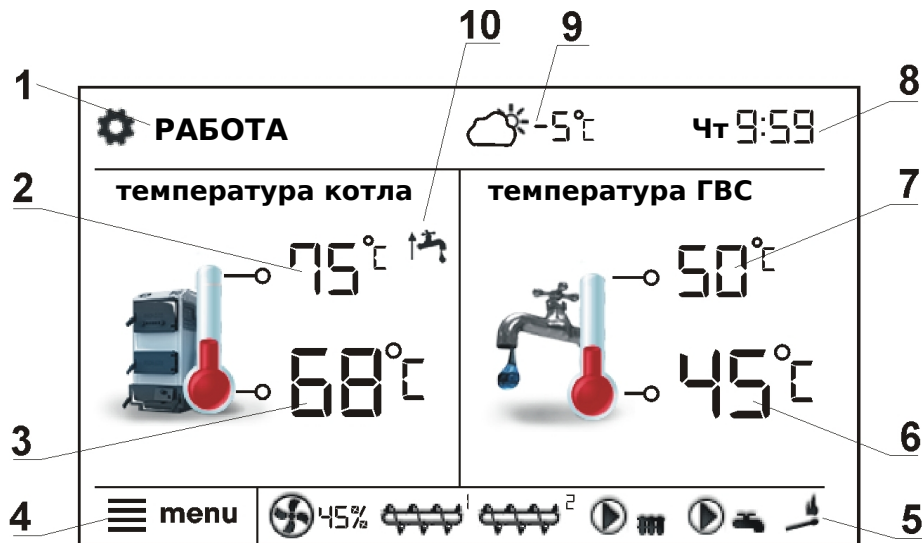 10 9
1 8
РАБОТА -5°C Чт 9:59
температура котла температура ГВС
2 7
75°C 50°C
68°C 45°C
3 6
4 menu 45% 1 2 5